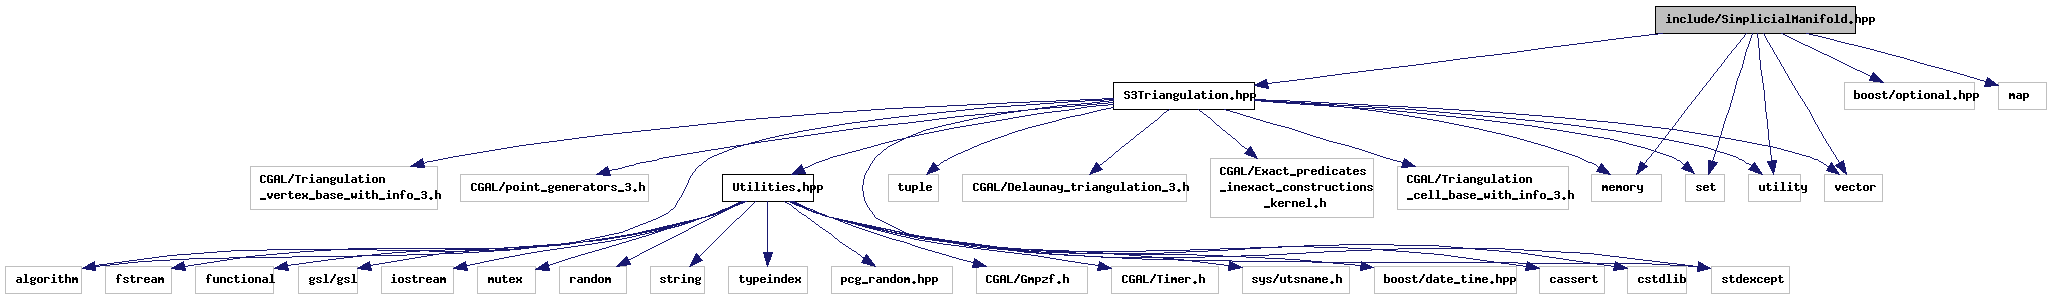 include/SimplicialManifold.hpp
S3Triangulation.hpp
boost/optional.hpp
map
CGAL/Triangulation
_vertex_base_with_info_3.h
CGAL/point_generators_3.h
Utilities.hpp
tuple
CGAL/Delaunay_triangulation_3.h
CGAL/Exact_predicates
_inexact_constructions
_kernel.h
CGAL/Triangulation
_cell_base_with_info_3.h
memory
set
utility
vector
algorithm
fstream
functional
gsl/gsl
iostream
mutex
random
string
typeindex
pcg_random.hpp
CGAL/Gmpzf.h
CGAL/Timer.h
sys/utsname.h
boost/date_time.hpp
cassert
cstdlib
stdexcept